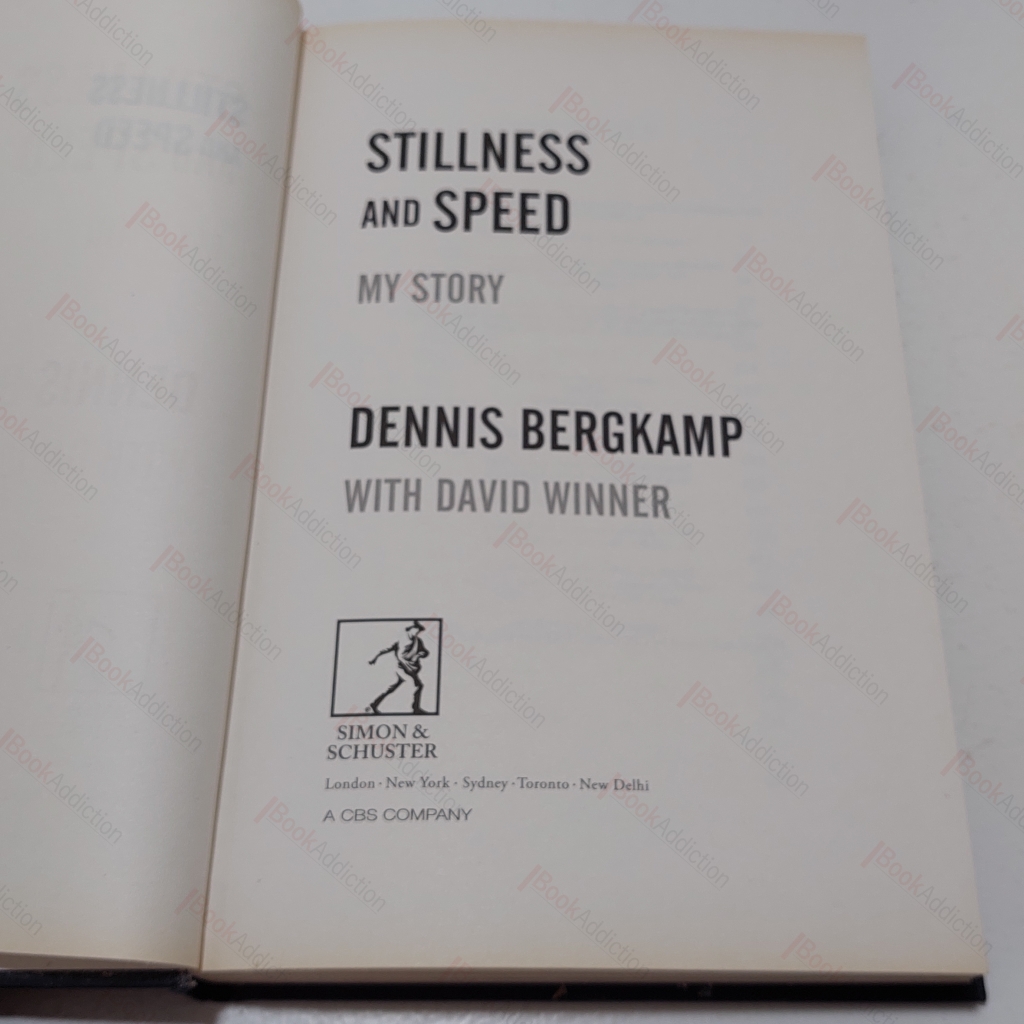 STILLNESS
AND SPEED
MY STORY
DENNIS BERGKAMP
WITH DAVID WINNER
SIMON &
SCHUSTER
London · New York · Sydney · Toronto · New Delhi
A CBS COMPANY
BookAddiction